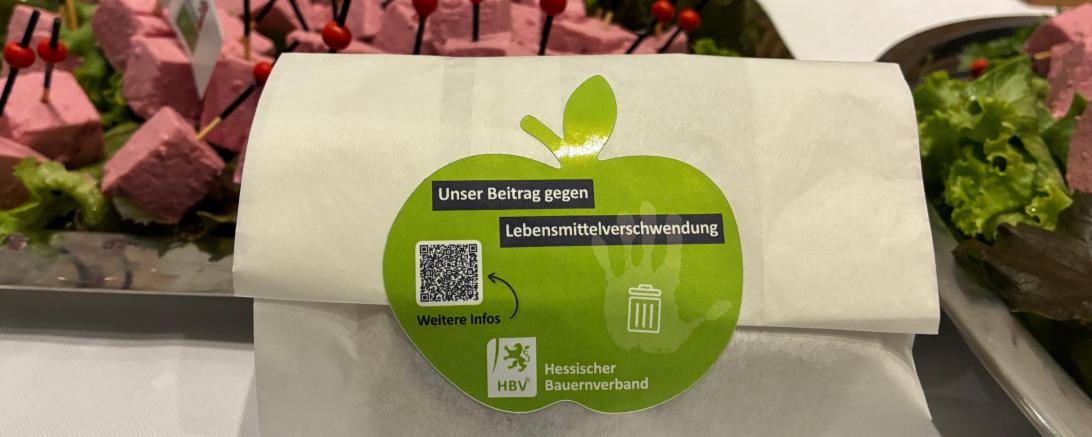 Unser Beitrag gegen
Lebensmittelverschwendung
Weitere Infos
HBV
Hessischer
Bauernverband